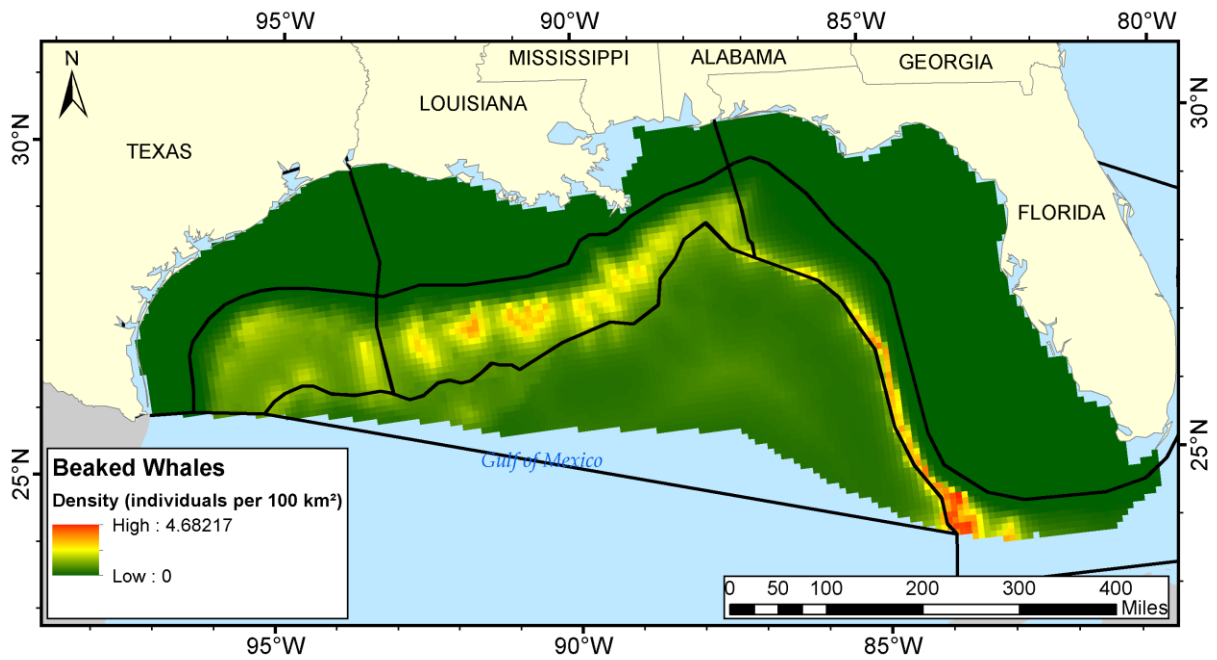 95°W 90°W 85°W 80°W
N
MISSISSIPPI ALABAMA GEORGIA
LOUISIANA
TEXAS
30°N 30°N
FLORIDA
25°N 25°N
Gulf of Mexico
Beaked Whales
Density (individuals per 100 km²)
High : 4.68217
Low : 0
0 50 100 200 300 400
Miles
95°W 90°W 85°W 80°W